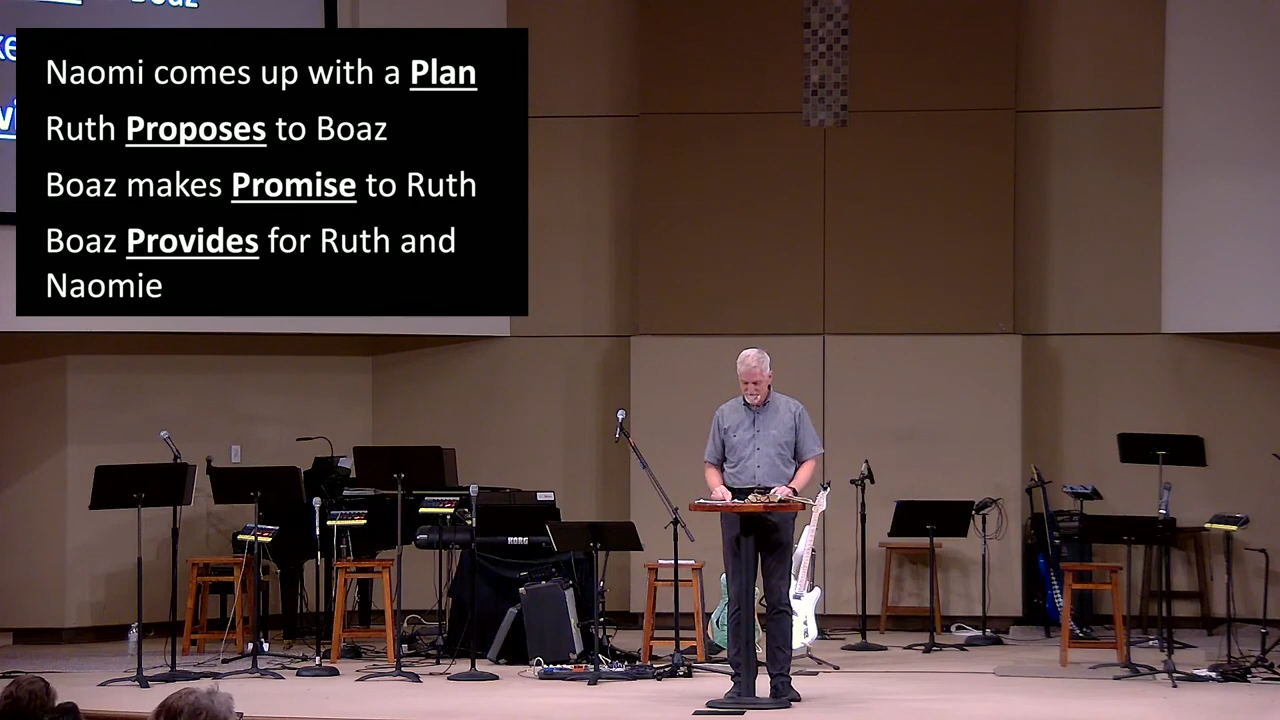 Boaz
Naomi comes up with a Plan
Ruth Proposes to Boaz
Boaz makes Promise to Ruth
Boaz Provides for Ruth and
Naomie
KORG